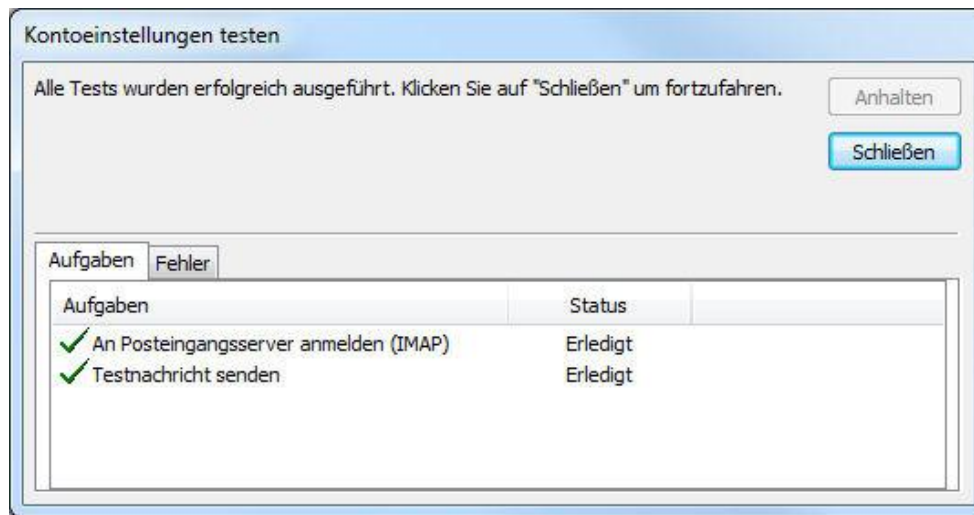 Kontoeinstellungen testen
Alle Tests wurden erfolgreich ausgeführt. Klicken Sie auf "Schließen" um fortzufahren.
Anhalten
Schließen
Aufgaben Fehler
Aufgaben Status
An Posteingangsserver anmelden (IMAP) Erledigt
Testnachricht senden Erledigt